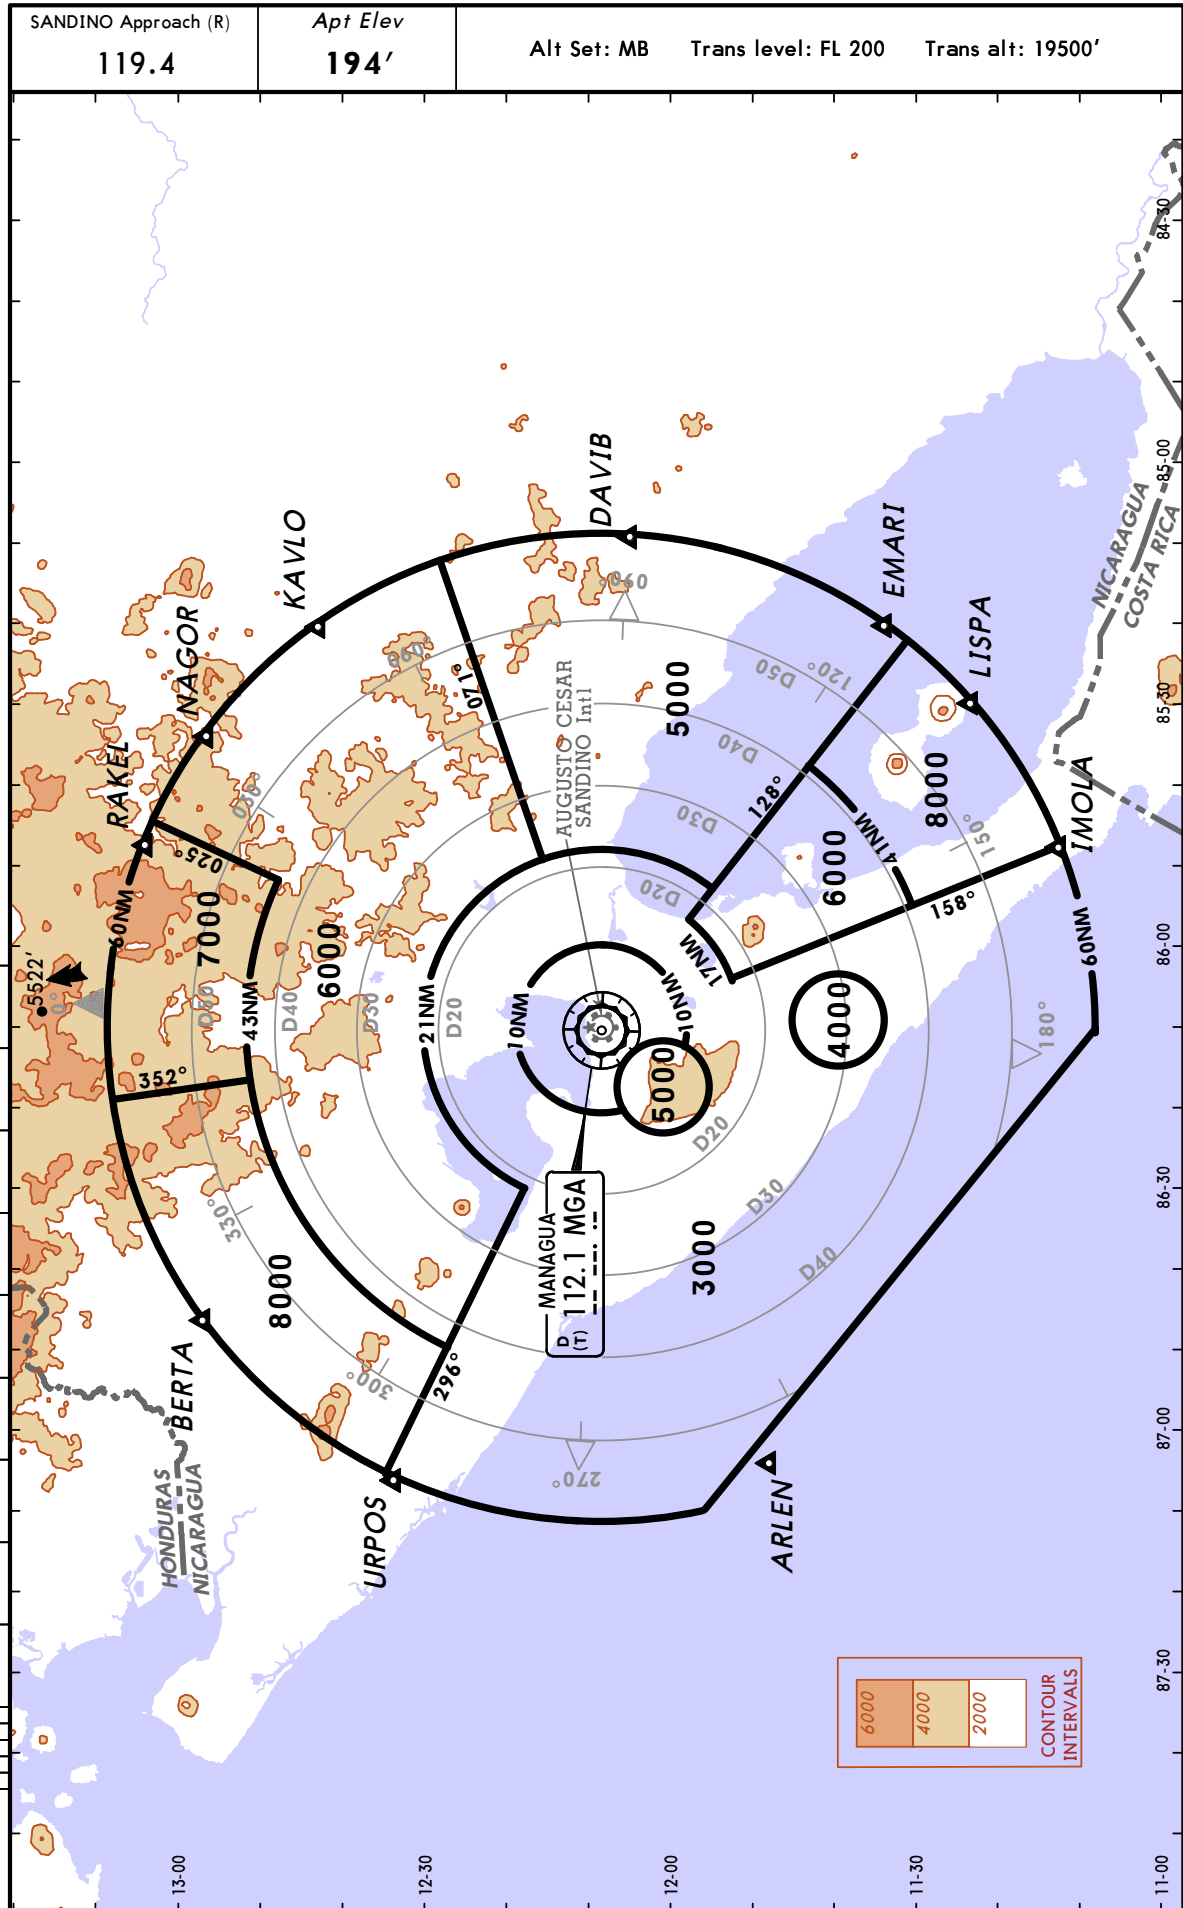 SANDINO Approach (R)
119.4
Apt Elev
194'
Alt Set: MB Trans level: FL 200 Trans alt: 19500'
5522'
0°
RAKEL
NAGOR
KAVLO
DAVIB
EMARI
LISPA
IMOLA
ARLEN
URPOS
BERTA
HONDURAS
NICARAGUA
NICARAGUA
COSTA RICA
60NM
025°
7000
352°
43NM
6000
8000
D50
D40
D30
D20
21NM
10NM
030°
060°
071°
090°
AUGUSTO CESAR
SANDINO Intl
5000
D50
120°
D40
D30
D20
128°
41NM
6000
8000
150°
158°
17NM
10NM
60NM
4000
5000
180°
D20
D30
D40
3000
MANAGUA
D
(T)
112.1 MGA
296°
300°
330°
270°
84-30
85-00
85-30
86-00
86-30
87-00
87-30
13-00
12-30
12-00
11-30
11-00
6000
4000
2000
CONTOUR
INTERVALS